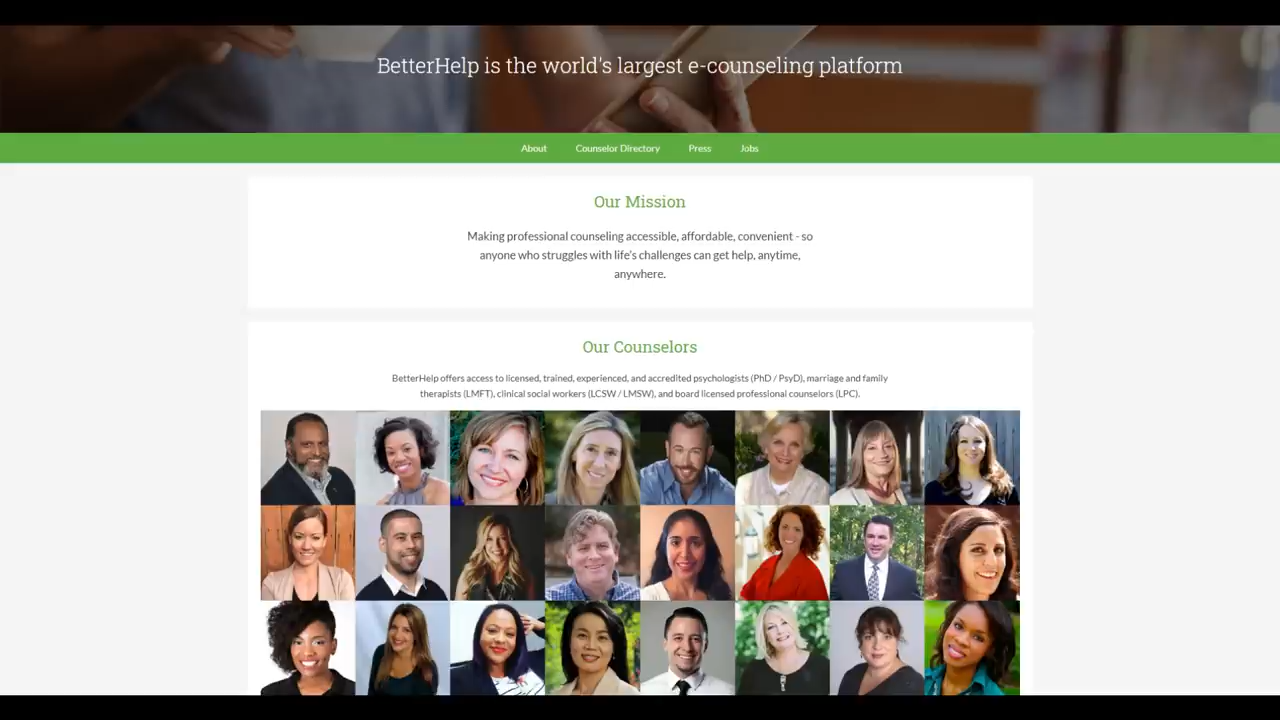 BetterHelp is the world's largest e-counseling platform
About Counselor Directory Press Jobs
Our Mission
Making professional counseling accessible, affordable, convenient - so
anyone who struggles with life's challenges can get help, anytime,
anywhere.
Our Counselors
BetterHelp offers access to licensed, trained, experienced, and accredited psychologists (PhD / PsyD), marriage and family
therapists (LMFT), clinical social workers (LCSW / LMSW), and board licensed professional counselors (LPC).